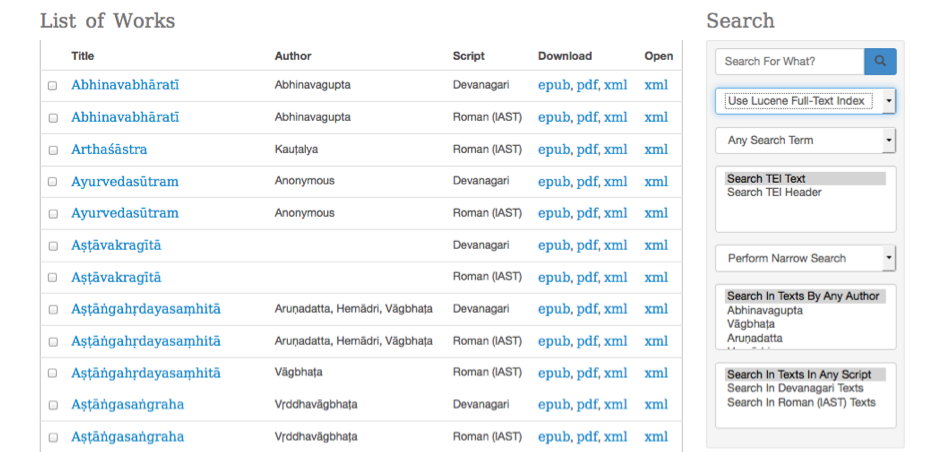 List of Works
Title Author Script Download Open
Abhinavabhāratī Abhinavagupta Devanagari epub, pdf, xml xml
Abhinavabhāratī Abhinavagupta Roman (IAST) epub, pdf, xml xml
Arthaśāstra Kauṭalya Roman (IAST) epub, pdf, xml xml
Ayurvedasūtram Anonymous Devanagari epub, pdf, xml xml
Ayurvedasūtram Anonymous Roman (IAST) epub, pdf, xml xml
Aṣṭāvakragītā Devanagari epub, pdf, xml xml
Aṣṭāvakragītā Roman (IAST) epub, pdf, xml xml
Aṣṭāṅgahṛdayasaṃhitā Aruṇadatta, Hemādri, Vāgbhaṭa Devanagari epub, pdf, xml xml
Aṣṭāṅgahṛdayasaṃhitā Aruṇadatta, Hemādri, Vāgbhaṭa Roman (IAST) epub, pdf, xml xml
Aṣṭāṅgahṛdayasaṃhitā Vāgbhaṭa Roman (IAST) epub, pdf, xml xml
Aṣṭāṅgasaṅgraha Vṛddhavāgbhaṭa Devanagari epub, pdf, xml xml
Aṣṭāṅgasaṅgraha Vṛddhavāgbhaṭa Roman (IAST) epub, pdf, xml xml
Search
Search For What?
Use Lucene Full-Text Index
Any Search Term
Search TEI Text
Search TEI Header
Perform Narrow Search
Search In Texts By Any Author
Abhinavagupta
Vāgbhaṭa
Aruṇadatta
Search In Texts In Any Script
Search In Devanagari Texts
Search In Roman (IAST) Texts